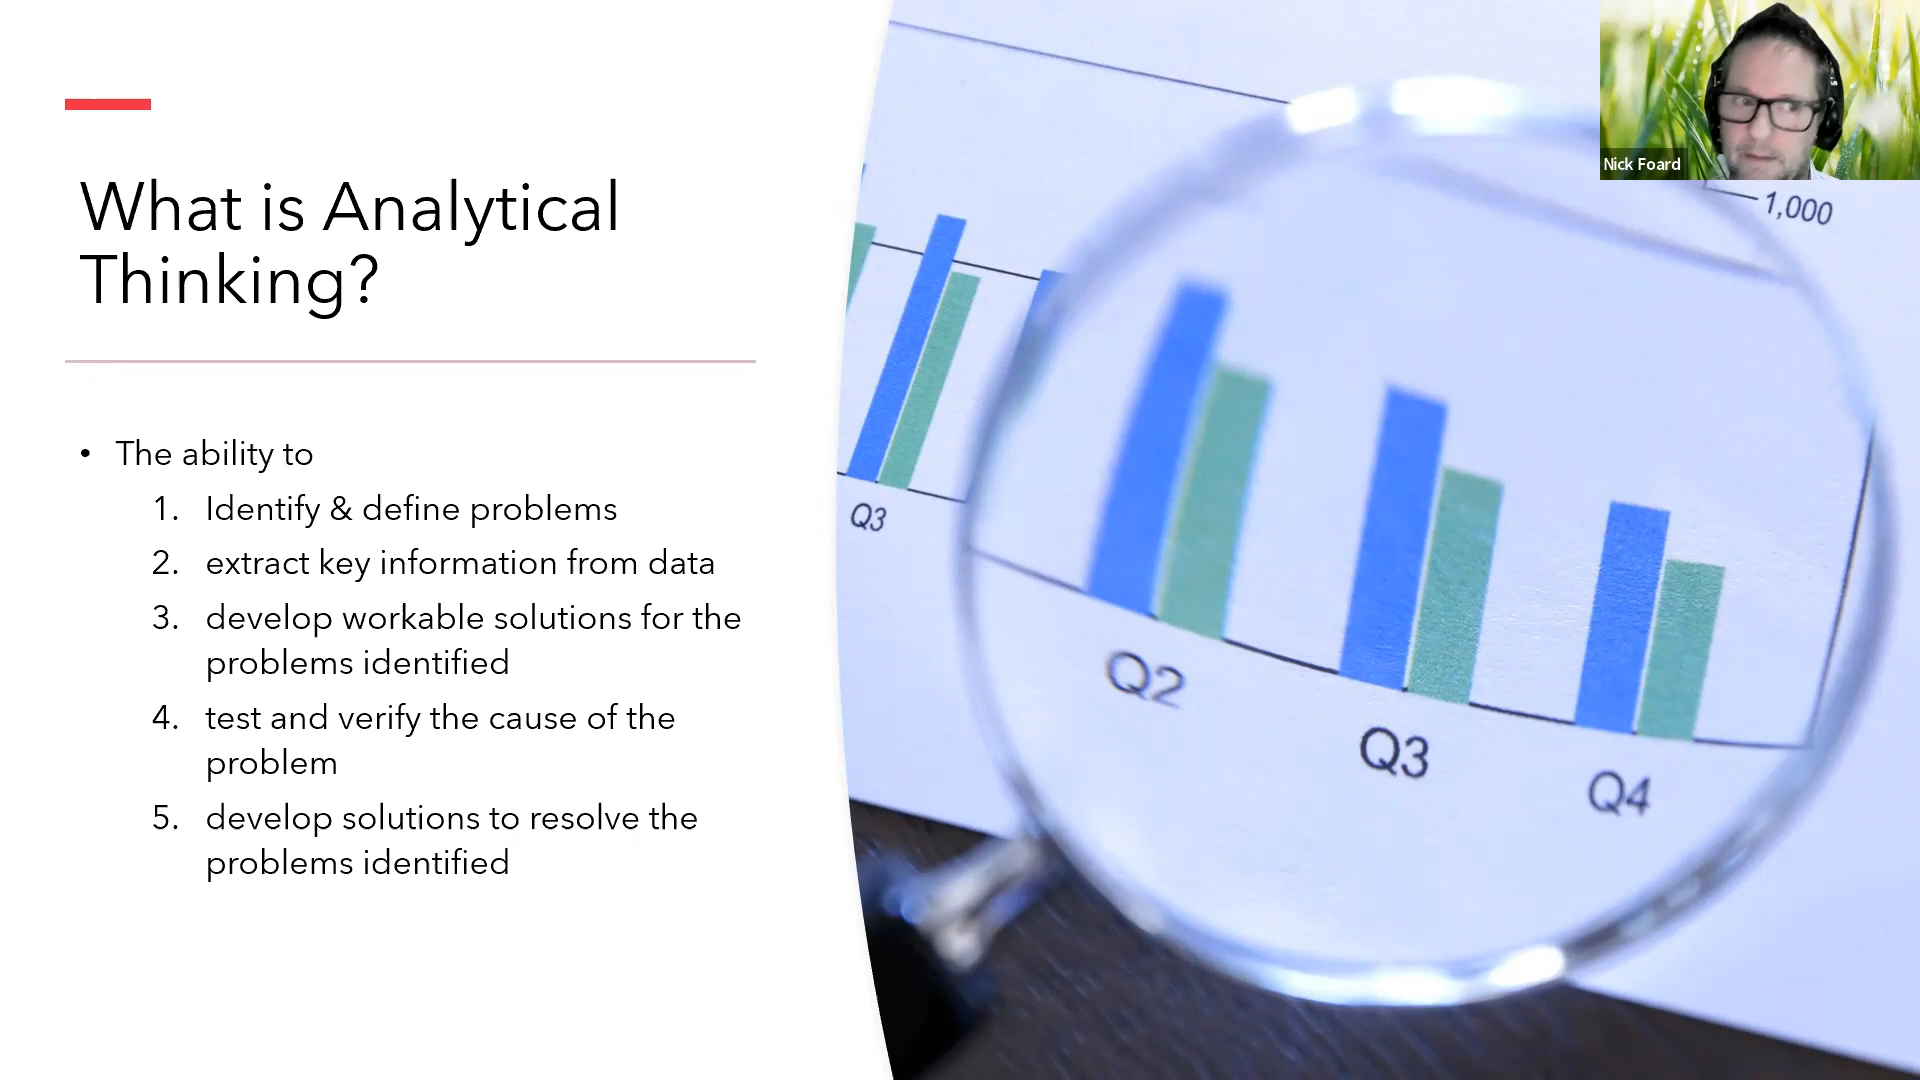 What is Analytical
Thinking?
• The ability to
1. Identify & define problems
2. extract key information from data
3. develop workable solutions for the
problems identified
4. test and verify the cause of the
problem
5. develop solutions to resolve the
problems identified
Nick Foard
1,000
Q3
Q2
Q3
Q4